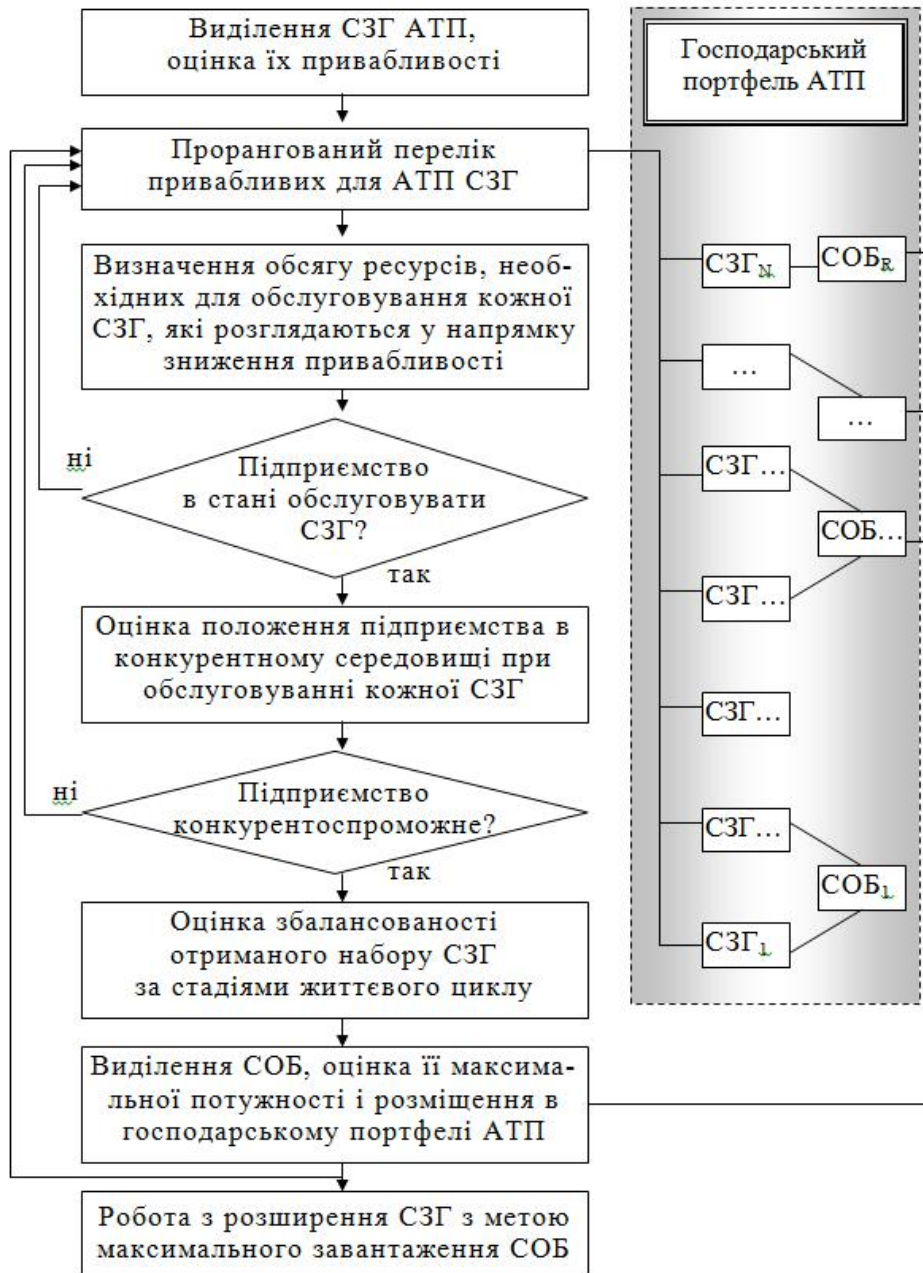 Виділення СЗГ АТП,
оцінка їх привабливості
Прорангований перелік
привабливих для АТП СЗГ
Визначення обсягу ресурсів, необ-
хідних для обслуговування кожної
СЗГ, які розглядаються у напрямку
зниження привабливості
ні
Підприємство
в стані обслуговувати
СЗГ?
так
Оцінка положення підприємства в
конкурентному середовищі при
обслуговуванні кожної СЗГ
ні
Підприємство
конкурентоспроможне?
так
Оцінка збалансованості
отриманого набору СЗГ
за стадіями життєвого циклу
Виділення СОБ, оцінка її максима-
льної потужності і розміщення в
господарському портфелі АТП
Робота з розширення СЗГ з метою
максимального завантаження СОБ
Господарський
портфель АТП
СЗГN
СОБR
...
...
СЗГ...
СОБ...
СЗГ...
СЗГ...
СЗГ...
СОБ1
СЗГ1